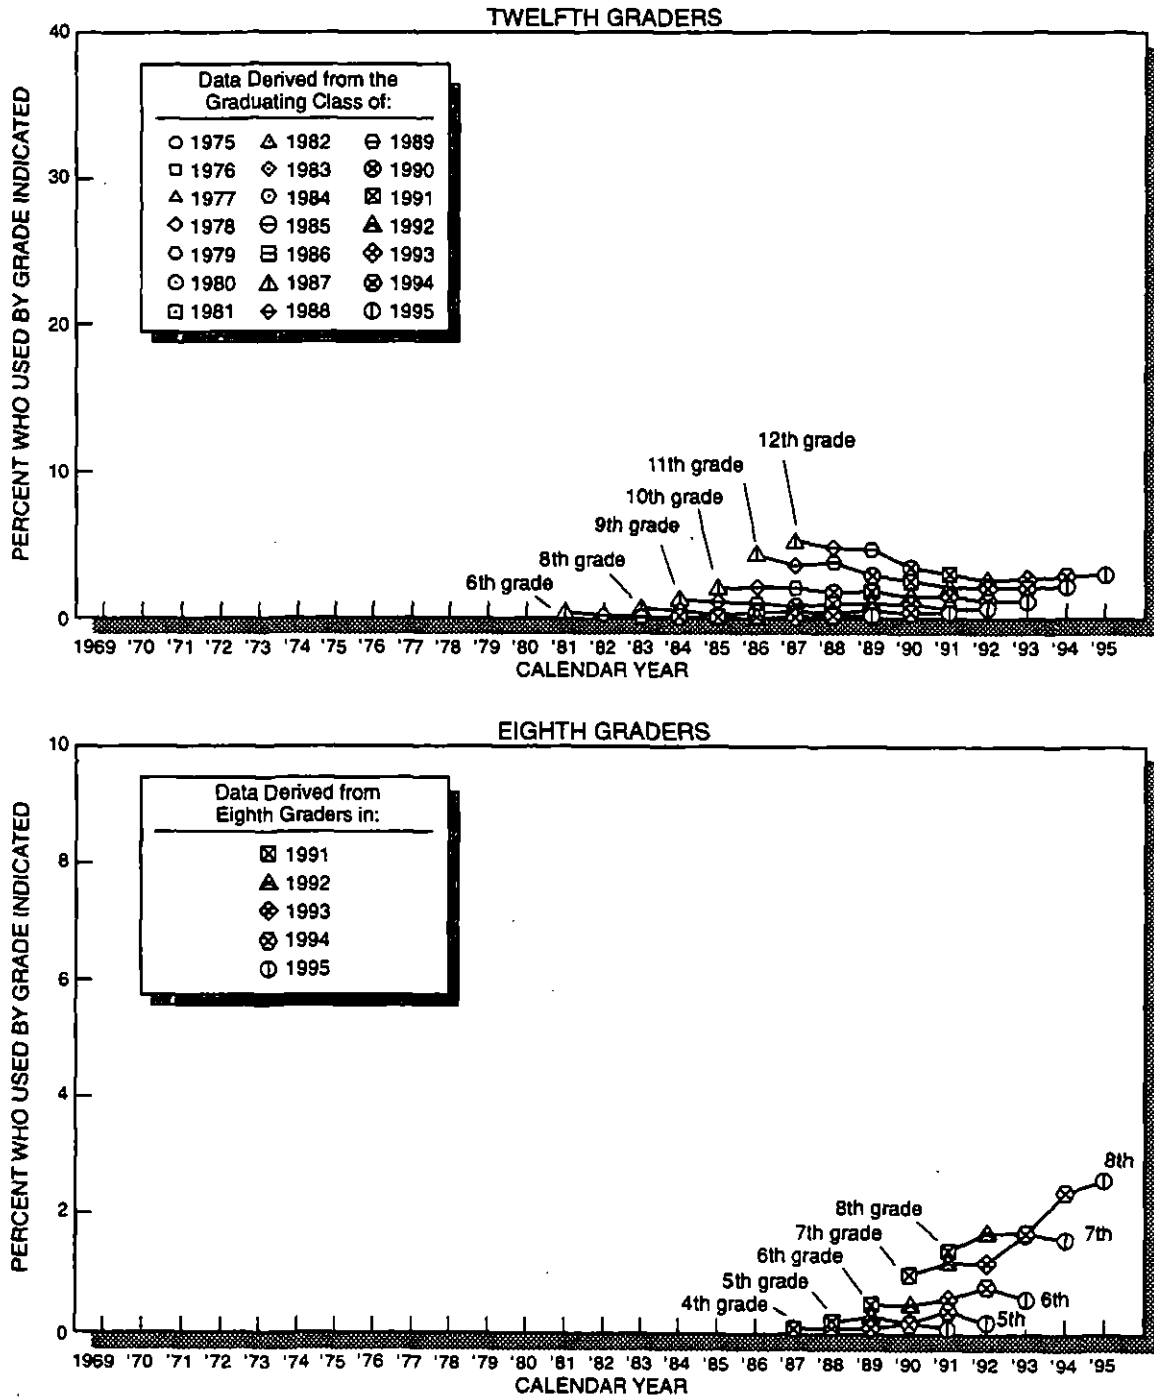 TWELFTH GRADERS
PERCENT WHO USED BY GRADE INDICATED
40
30
20
10
0
Data Derived from the
Graduating Class of:
1975 1982 1989
1976 1983 1990
1977 1984 1991
1978 1985 1992
1979 1986 1993
1980 1987 1994
1981 1988 1995
12th grade
11th grade
10th grade
9th grade
8th grade
6th grade
1969 '70 '71 '72 '73 '74 '75 '76 '77 '78 '79 '80 '81 '82 '83 '84 '85 '86 '87 '88 '89 '90 '91 '92 '93 '94 '95
CALENDAR YEAR
EIGHTH GRADERS
PERCENT WHO USED BY GRADE INDICATED
10
8
6
4
2
0
Data Derived from
Eighth Graders in:
1991
1992
1993
1994
1995
8th
8th grade
7th grade
7th
6th grade
5th grade
4th grade
6th
5th
1969 '70 '71 '72 '73 '74 '75 '76 '77 '78 '79 '80 '81 '82 '83 '84 '85 '86 '87 '88 '89 '90 '91 '92 '93 '94 '95
CALENDAR YEAR